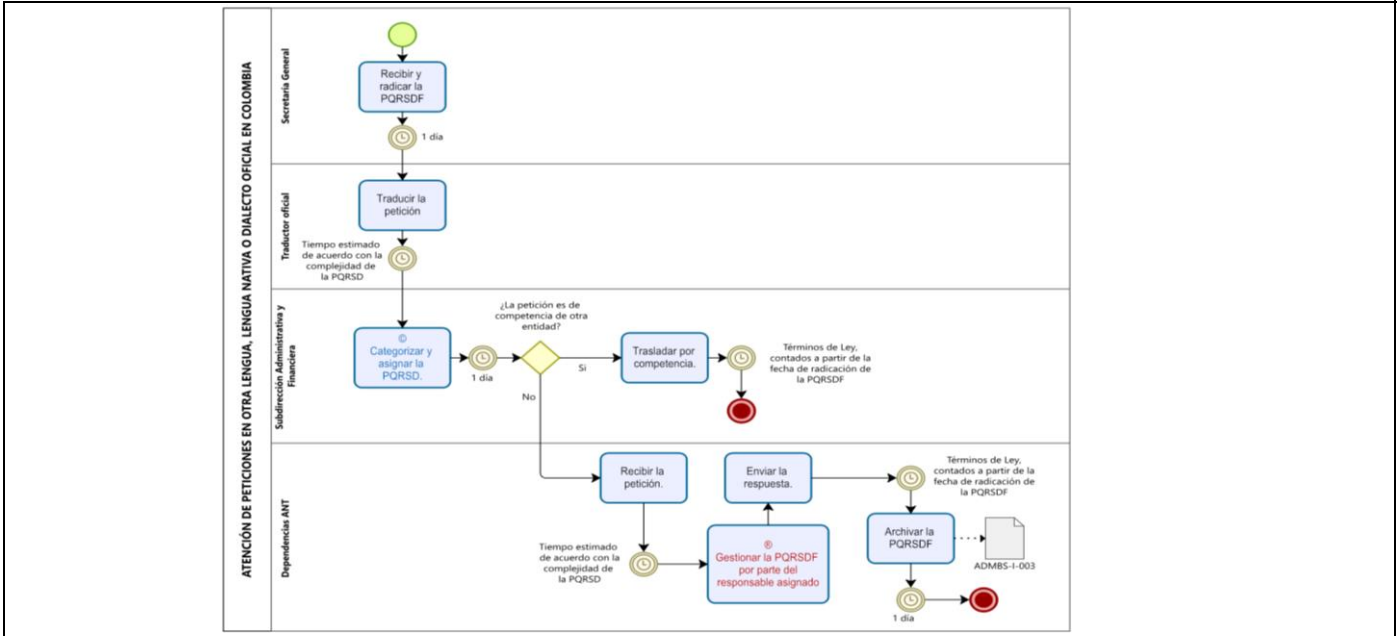 ATENCIÓN DE PETICIONES EN OTRA LENGUA, LENGUA NATIVA O DIALECTO OFICIAL EN COLOMBIA
Secretaria General
Recibir y
radicar la
PQRSDF
1 dia
Traductor oficial
Traducir la
petición
Tiempo estimado
de acuerdo con la
complejidad de
la PQRSD
Subdirección Administrativa y
Financiera
©
Categorizar y
asignar la
PQRSD.
1 dia
¿La petición es de
competencia de otra
entidad?
Si
No
Trasladar por
competencia.
Términos de Ley,
contados a partir de la
fecha de radicación de
la PQRSDF
Dependencias ANT
Recibir la
petición.
Tiempo estimado
de acuerdo con la
complejidad de
la PQRSD
®
Gestionar la PQRSDF
por parte del
responsable asignado
Enviar la
respuesta.
Términos de Ley,
contados a partir de la
fecha de radicación de
la PQRSDF
Archivar la
PQRSDF
ADMBS-I-003
1 dia